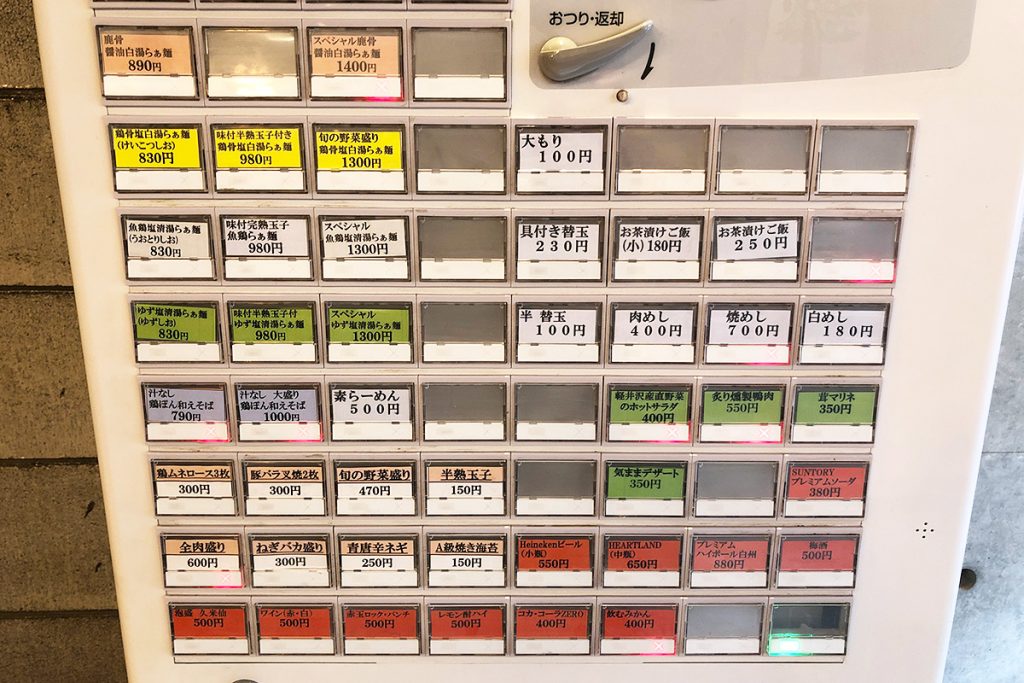 おつり・返却
鹿骨
醤油白湯らぁ麺
890円
スペシャル鹿骨
醤油白湯らぁ麺
1400円
鶏骨塩白湯らぁ麺
(けいこつしお)
830円
味付半熟玉子付き
鶏骨塩白湯らぁ麺
980円
旬の野菜盛り
鶏骨塩白湯らぁ麺
1300円
大もり
100円
魚鶏塩清湯らぁ麺
(うおとりしお)
830円
味付完熟玉子
魚鶏らぁ麺
980円
スペシャル
魚鶏塩清湯らぁ麺
1300円
具付き替玉
230円
お茶漬けご飯
(小)180円
お茶漬けご飯
250円
ゆず塩清湯らぁ麺
(ゆずしお)
830円
味付半熟玉子付
ゆず塩清湯らぁ麺
980円
スペシャル
ゆず塩清湯らぁ麺
1300円
半 替玉
100円
肉めし
400円
焼めし
700円
白めし
180円
汁なし
鶏ぽん和えそば
790円
汁なし 大盛り
鶏ぽん和えそば
1000円
素らーめん
500円
軽井沢産直野菜
のホットサラダ
400円
炙り燻製鴨肉
550円
茸マリネ
350円
鶏ムネロース3枚
300円
豚バラ叉焼2枚
300円
旬の野菜盛り
470円
半熟玉子
150円
気ままデザート
350円
SUNTORY
プレミアムソーダ
380円
全肉盛り
600円
ねぎバカ盛り
300円
青唐辛ネギ
250円
A級焼き海苔
150円
Heinekenビール
(小瓶)
550円
HEARTLAND
(中瓶)
650円
プレミアム
ハイボール白州
880円
梅酒
500円
泡盛 久米仙
500円
ワイン(赤・白)
500円
赤玉ロック・パンチ
500円
レモン酎ハイ
500円
コカ・コーラZERO
400円
飲むみかん
400円